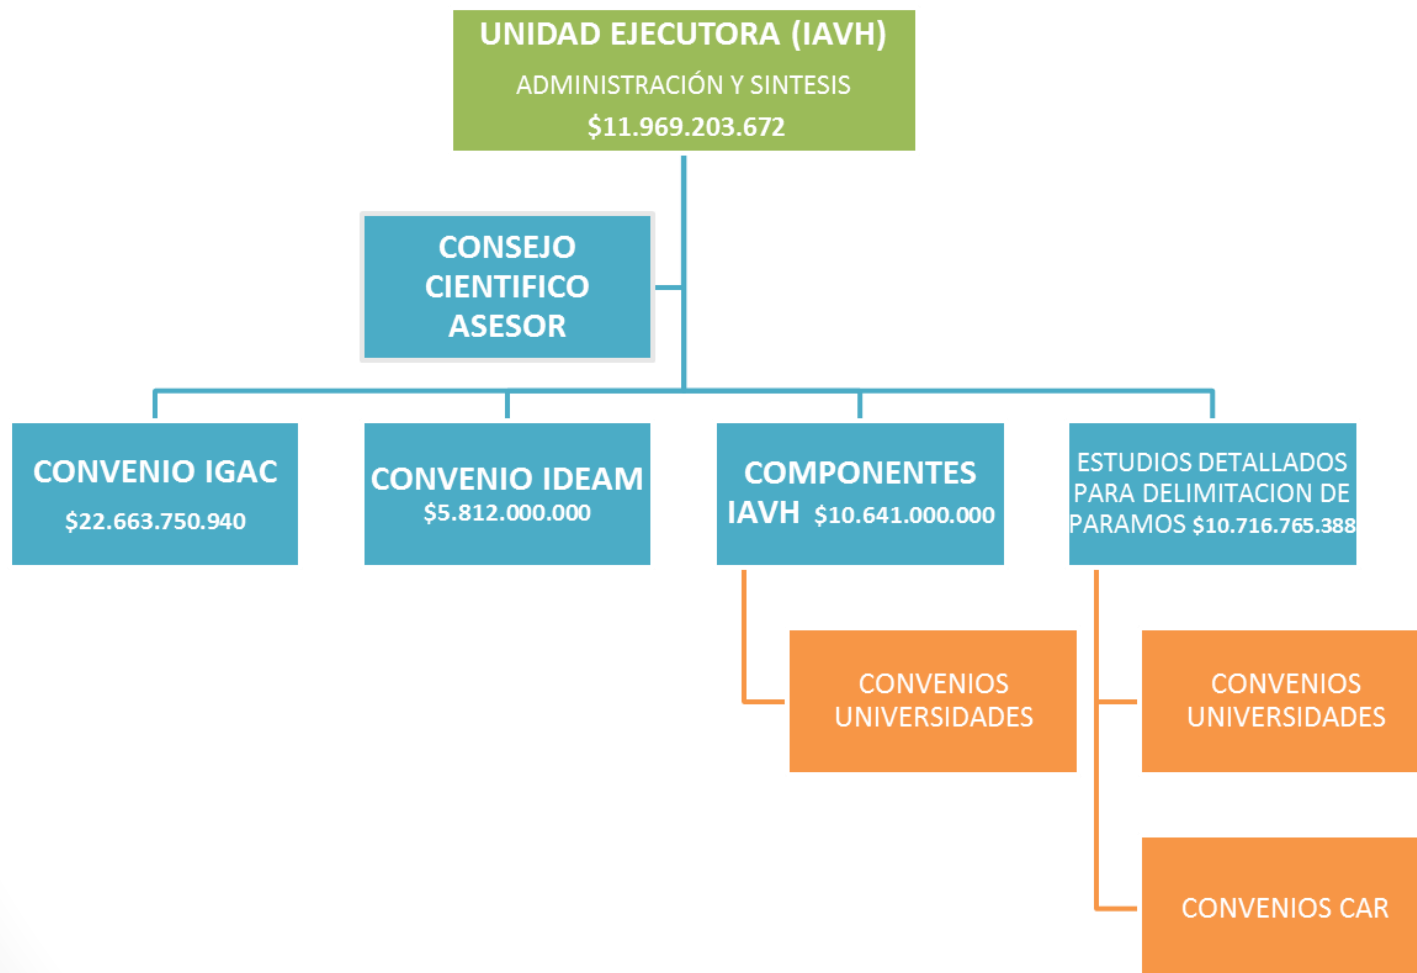 UNIDAD EJECUTORA (IAVH)
ADMINISTRACIÓN Y SINTESIS
$11.969.203.672
CONSEJO
CIENTIFICO
ASESOR
CONVENIO IGAC
$22.663.750.940
CONVENIO IDEAM
$5.812.000.000
COMPONENTES
IAVH $10.641.000.000
ESTUDIOS DETALLADOS
PARA DELIMITACION DE
PARAMOS $10.716.765.388
CONVENIOS
UNIVERSIDADES
CONVENIOS
UNIVERSIDADES
CONVENIOS CAR